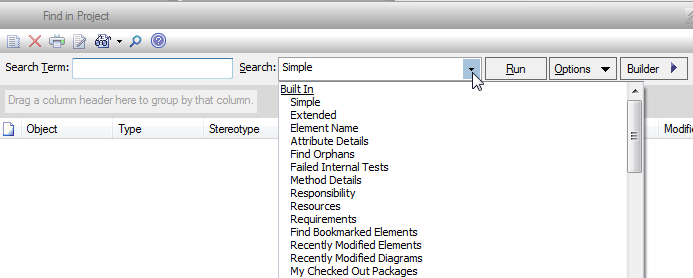 Find in Project
Search Term: Search: Simple Run Options Builder
Drag a column header here to group by that column.
Object Type Stereotype
Built In
Simple
Extended
Element Name
Attribute Details
Find Orphans
Failed Internal Tests
Method Details
Responsibility
Resources
Requirements
Find Bookmarked Elements
Recently Modified Elements
Recently Modified Diagrams
My Checked Out Packages